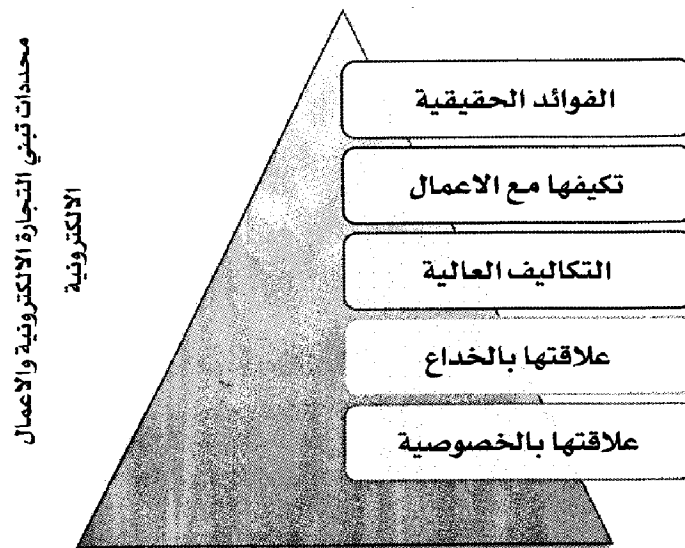 محددات تبني التجارة الالكترونية والاعمال
الالكترونية
الفوائد الحقيقية
تكيفها مع الاعمال
التكاليف العالية
علاقتها بالخداع
علاقتها بالخصوصية